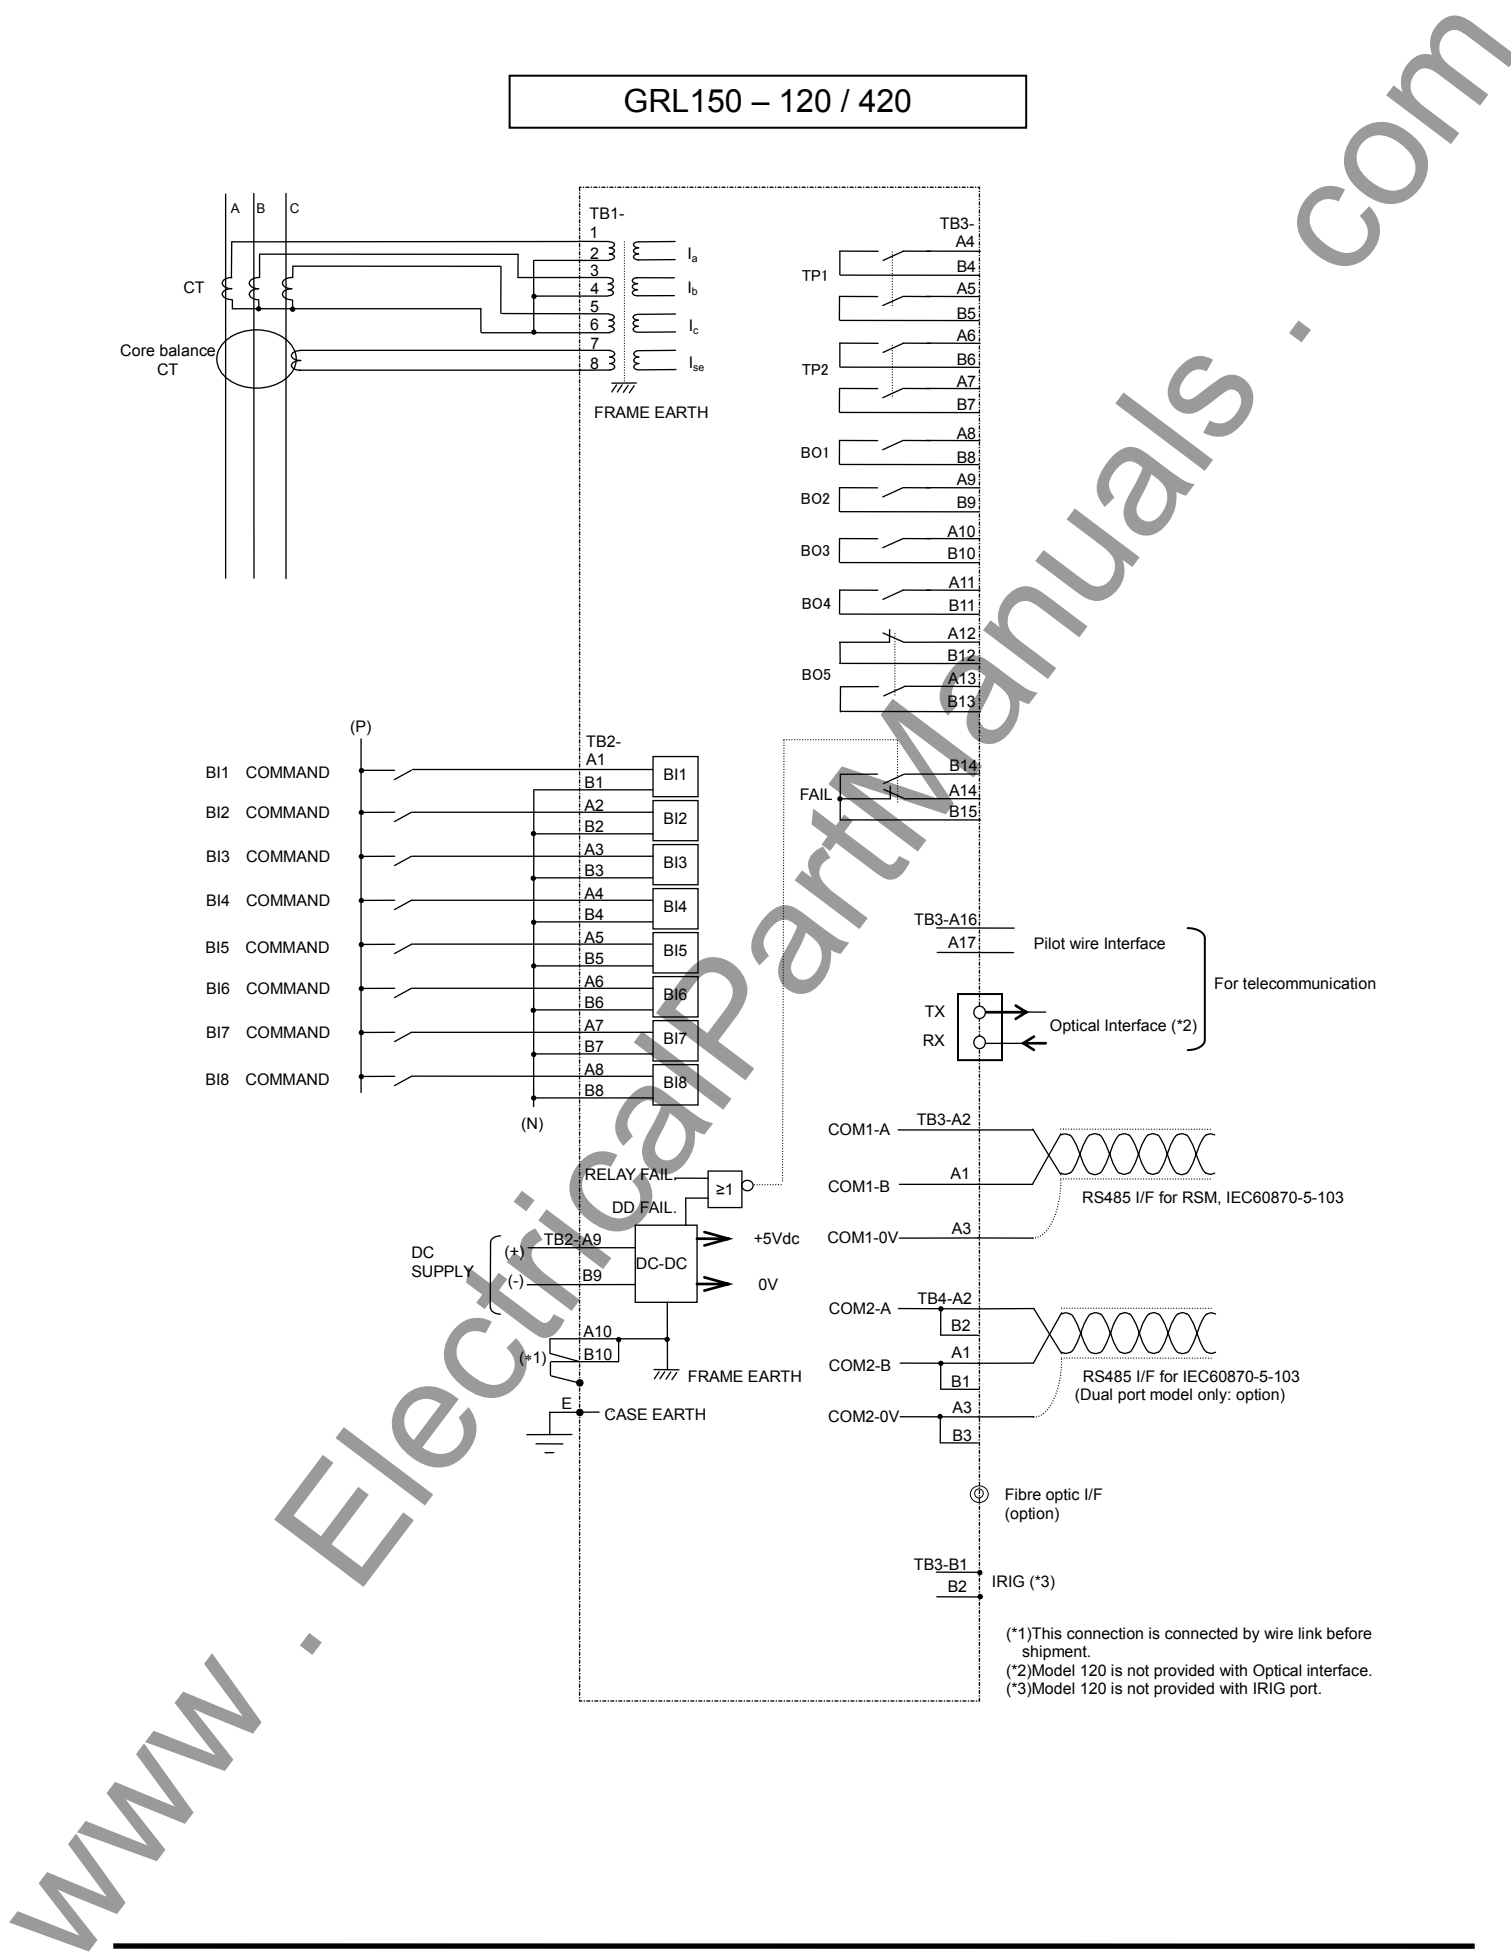 GRL150 – 120 / 420
A B C
CT
Core balance
CT
TB1-
1
2
3
4
5
6
7
8
Ia
Ib
Ic
Ise
FRAME EARTH
TB3-
TP1
A4
B4
A5
B5
TP2
A6
B6
A7
B7
BO1
A8
B8
BO2
A9
B9
BO3
A10
B10
BO4
A11
B11
BO5
A12
B12
A13
B13
FAIL
B14
A14
B15
(P)
TB2-
BI1 COMMAND A1 B1 BI1
BI2 COMMAND A2 B2 BI2
BI3 COMMAND A3 B3 BI3
BI4 COMMAND A4 B4 BI4
BI5 COMMAND A5 B5 BI5
BI6 COMMAND A6 B6 BI6
BI7 COMMAND A7 B7 BI7
BI8 COMMAND A8 B8 BI8
(N)
TB3-A16
A17
Pilot wire Interface
For telecommunication
TX
RX
Optical Interface (*2)
RELAY FAIL.
≥1
DD FAIL.
DC
SUPPLY
(+)
(-)
TB2- A9
B9
DC-DC
+5Vdc
0V
A10
B10
(*1)
FRAME EARTH
E
CASE EARTH
COM1-A TB3-A2
COM1-B A1
COM1-0V A3
RS485 I/F for RSM, IEC60870-5-103
COM2-A TB4-A2
B2
COM2-B A1
B1
COM2-0V A3
B3
RS485 I/F for IEC60870-5-103
(Dual port model only: option)
Fibre optic I/F
(option)
TB3-B1
B2
IRIG (*3)
(*1)This connection is connected by wire link before
shipment.
(*2)Model 120 is not provided with Optical interface.
(*3)Model 120 is not provided with IRIG port.
www . ElectricalPartManuals . com